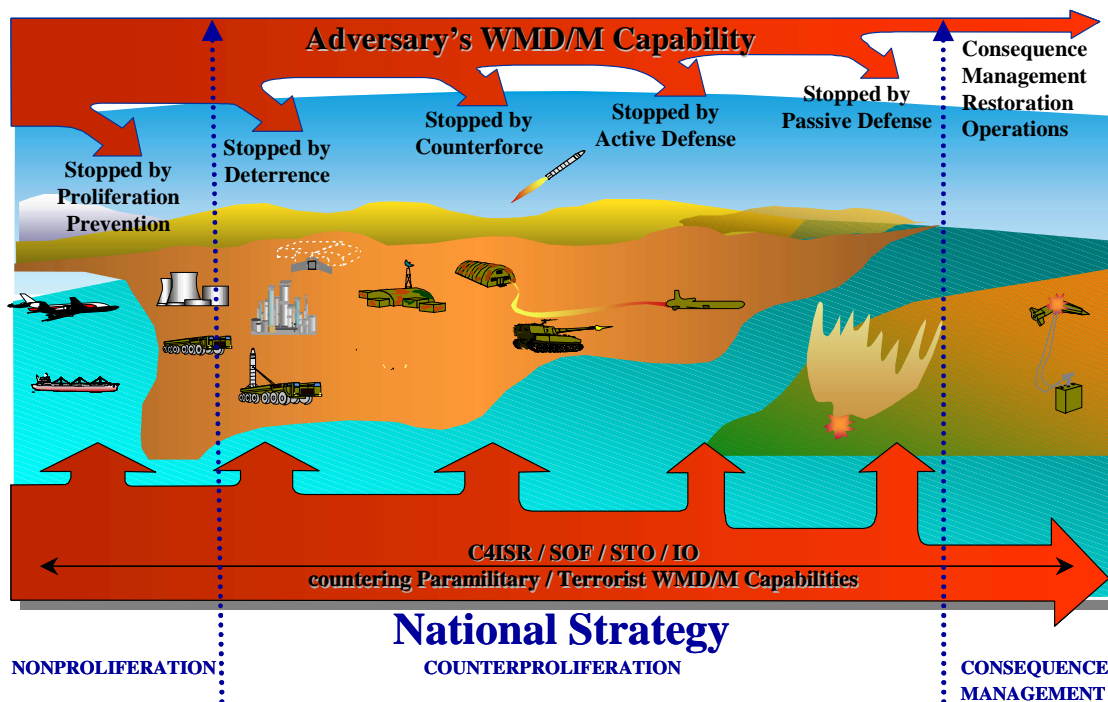 Adversary's WMD/M Capability
Stopped by
Proliferation
Prevention
Stopped by
Deterrence
Stopped by
Counterforce
Stopped by
Active Defense
Stopped by
Passive Defense
Consequence
Management
Restoration
Operations
C4ISR / SOF / STO / IO
countering Paramilitary / Terrorist WMD/M Capabilities
National Strategy
NONPROLIFERATION
COUNTERPROLIFERATION
CONSEQUENCE
MANAGEMENT